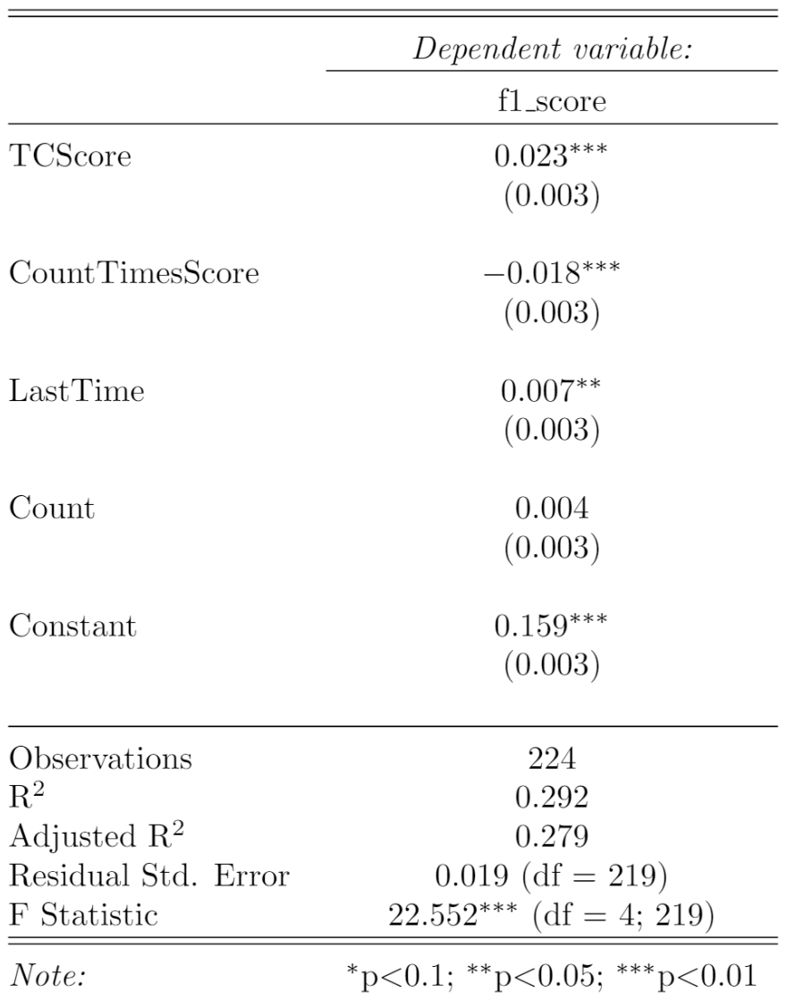 Dependent variable:
f1_score
TCScore 0.023***
(0.003)
CountTimesScore −0.018***
(0.003)
LastTime 0.007**
(0.003)
Count 0.004
(0.003)
Constant 0.159***
(0.003)
Observations 224
R² 0.292
Adjusted R² 0.279
Residual Std. Error 0.019 (df = 219)
F Statistic 22.552*** (df = 4; 219)
Note: *p<0.1; **p<0.05; ***p<0.01